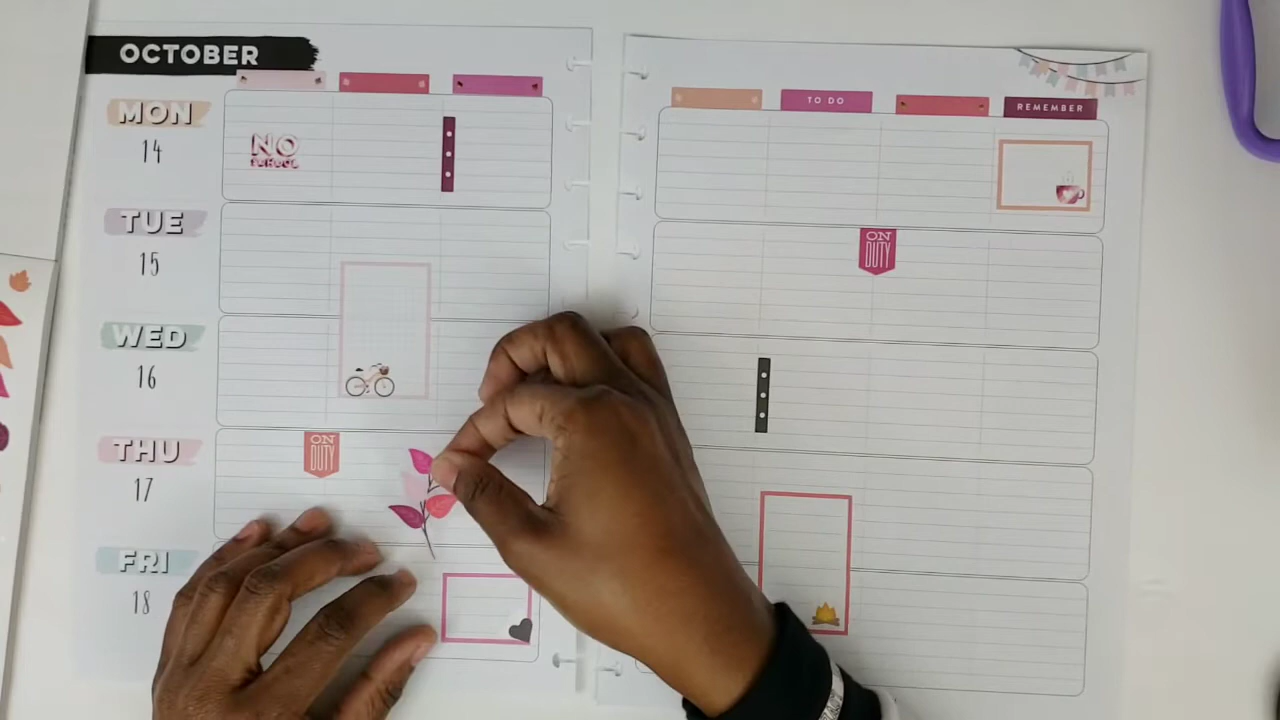 OCTOBER
TO DO
REMEMBER
MON
14
NO
SCHOOL
TUE
15
ON
DUTY
WED
16
THU
17
ON
DUTY
FRI
18